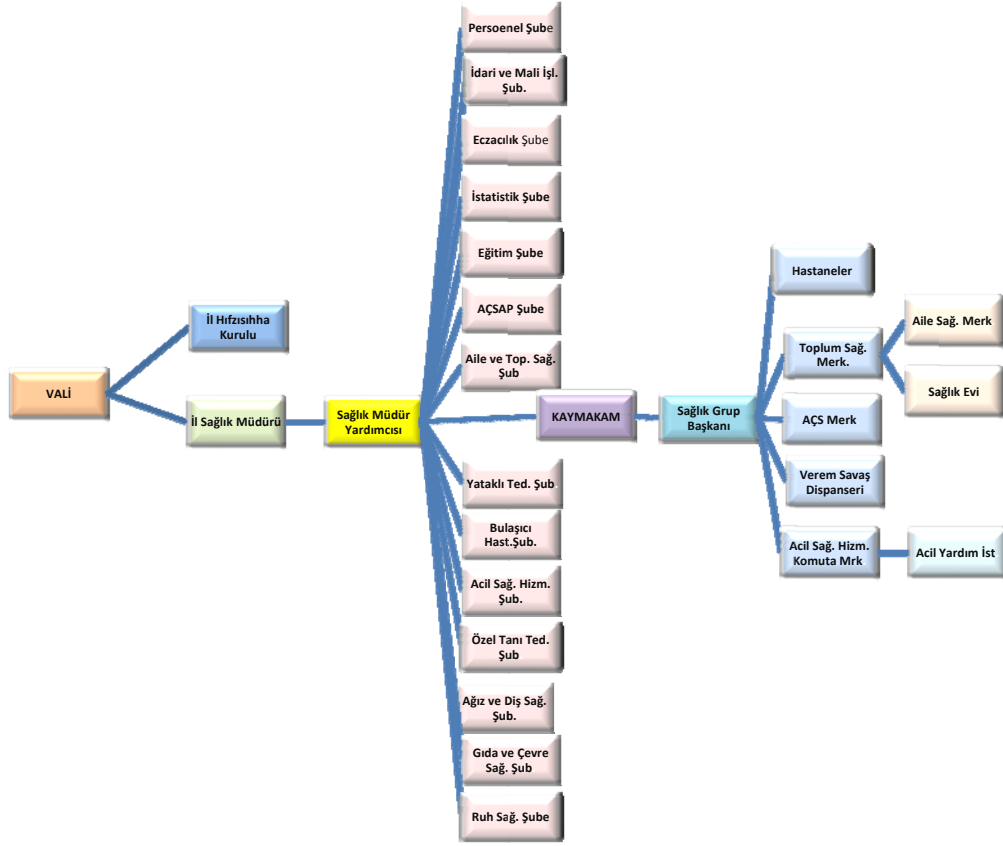 VALİ
İl Hıfzısıhha
Kurulu
İl Sağlık Müdürü
Sağlık Müdür
Yardımcısı
Persoenel Şube
İdari ve Mali İşl.
Şub.
Eczacılık Şube
İstatistik Şube
Eğitim Şube
AÇSAP Şube
Aile ve Top. Sağ.
Şub
KAYMAKAM
Sağlık Grup
Başkanı
Hastaneler
Toplum Sağ.
Merk.
Aile Sağ. Merk
Sağlık Evi
AÇS Merk
Verem Savaş
Dispanseri
Acil Sağ. Hizm.
Komuta Mrk
Acil Yardım İst
Yataklı Ted. Şub.
Bulaşıcı
Hast.Şub.
Acil Sağ. Hizm.
Şub.
Özel Tanı Ted.
Şub
Ağız ve Diş Sağ.
Şub.
Gıda ve Çevre
Sağ. Şub
Ruh Sağ. Şube